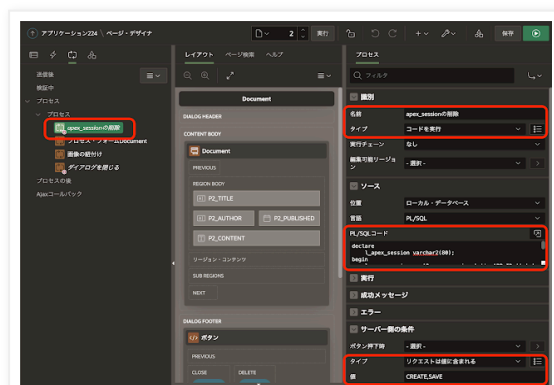 アプリケーション224 \ ページ・デザイナ
2
実行
保存
送信後
検証中
プロセス
プロセス
apex_sessionの削除
プロセス・フォームDocument
画像の紐付け
ダイアログを閉じる
プロセスの後
Ajaxコールバック
レイアウト ページ検索 ヘルプ
Document
DIALOG HEADER
CONTENT BODY
Document
PREVIOUS
REGION BODY
P2_TITLE
P2_AUTHOR P2_PUBLISHED
P2_CONTENT
リージョン・コンテンツ
SUB REGIONS
NEXT
DIALOG FOOTER
ボタン
PREVIOUS
CLOSE DELETE
プロセス
フィルタ
識別
名前 apex_sessionの削除
タイプ コードを実行
実行チェーン なし
編集可能リージョン - 選択 -
ソース
位置 ローカル・データベース
言語 PL/SQL
PL/SQLコード
declare
l_apex_session varchar2(80);
begin
実行
成功メッセージ
エラー
サーバー側の条件
ボタン押下時 - 選択 -
タイプ リクエストは値に含まれる
値 CREATE,SAVE